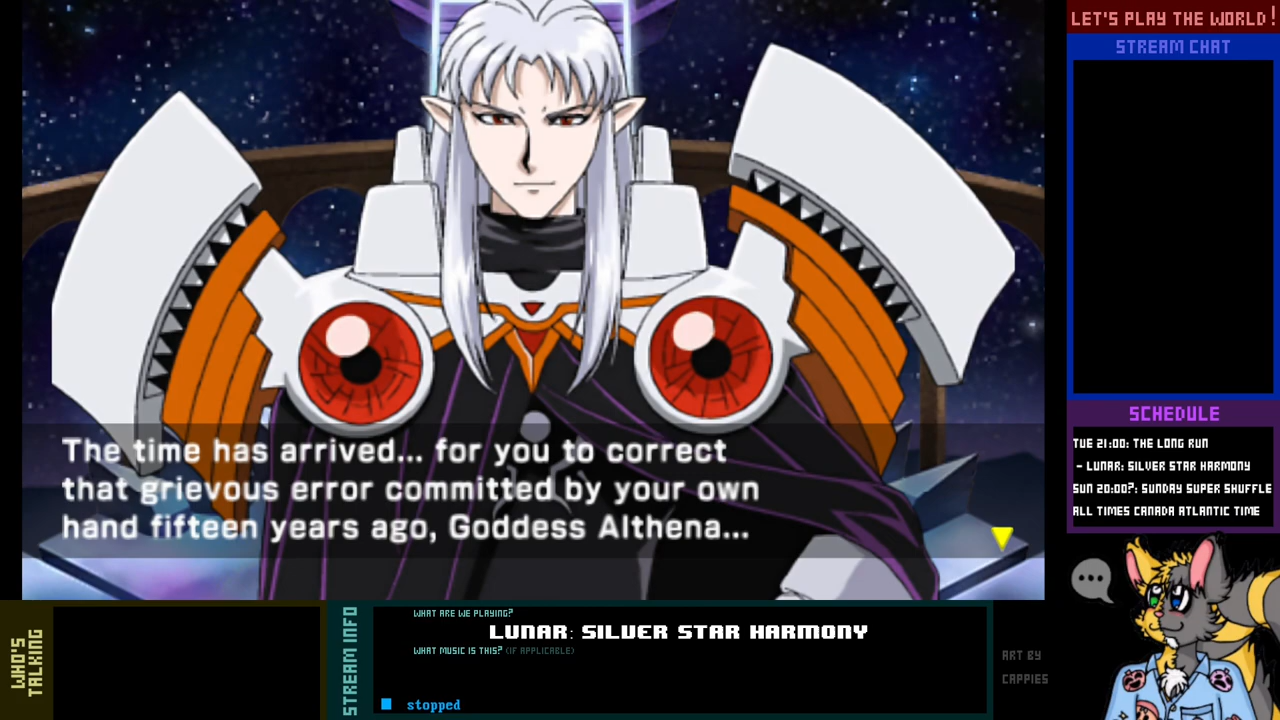 The time has arrived... for you to correct
that grievous error committed by your own
hand fifteen years ago, Goddess Althena...
LET'S PLAY THE WORLD!
STREAM CHAT
SCHEDULE
TUE 21:00: THE LONG RUN
- LUNAR: SILVER STAR HARMONY
SUN 20:00?: SUNDAY SUPER SHUFFLE
ALL TIMES CANADA ATLANTIC TIME
WHO'S
TALKING
STREAM INFO
WHAT ARE WE PLAYING?
LUNAR: SILVER STAR HARMONY
WHAT MUSIC IS THIS? (IF APPLICABLE)
stopped
ART BY
CAPPIES
...